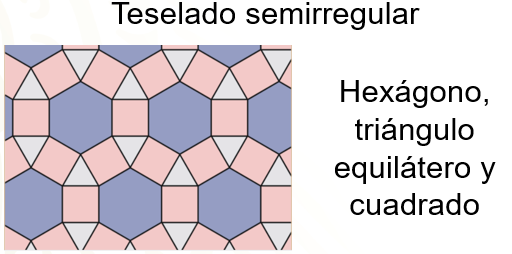 Teselado semirregular
Hexágono,
triángulo
equilátero y
cuadrado